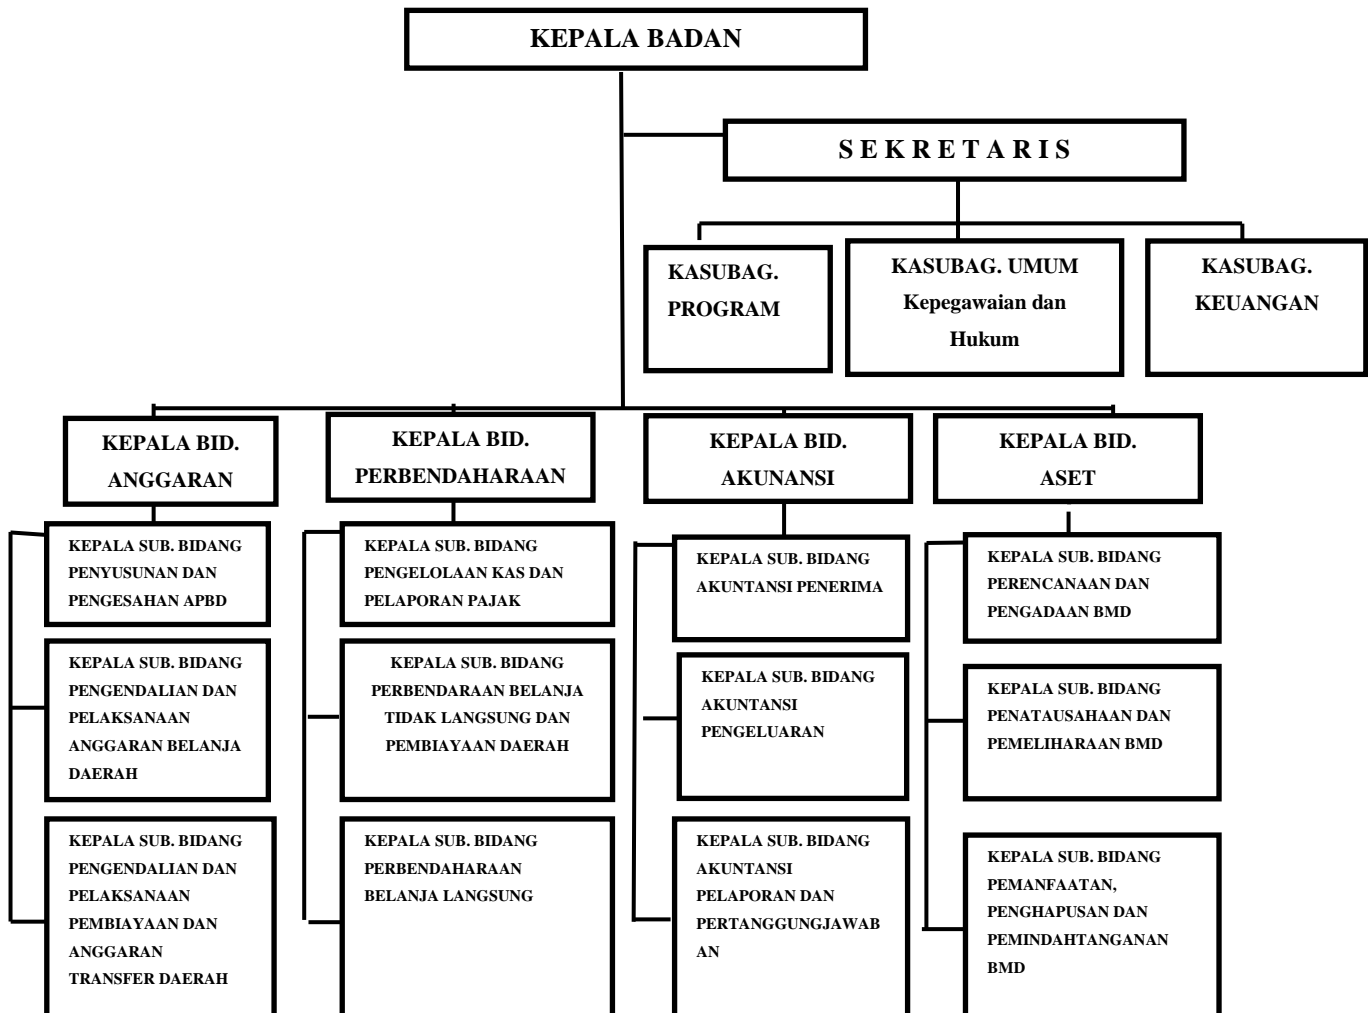 KEPALA BADAN
S E K R E T A R I S
KASUBAG.
PROGRAM
KASUBAG. UMUM
Kepegawaian dan
Hukum
KASUBAG.
KEUANGAN
KEPALA BID.
ANGGARAN
KEPALA BID.
PERBENDAHARAAN
KEPALA BID.
AKUNANSI
KEPALA BID.
ASET
KEPALA SUB. BIDANG
PENYUSUNAN DAN
PENGESAHAN APBD
KEPALA SUB. BIDANG
PENGELOLAAN KAS DAN
PELAPORAN PAJAK
KEPALA SUB. BIDANG
AKUNTANSI PENERIMA
KEPALA SUB. BIDANG
PERENCANAAN DAN
PENGADAAN BMD
KEPALA SUB. BIDANG
PENGENDALIAN DAN
PELAKSANAAN
ANGGARAN BELANJA
DAERAH
KEPALA SUB. BIDANG
PERBENDARAAN BELANJA
TIDAK LANGSUNG DAN
PEMBIAYAAN DAERAH
KEPALA SUB. BIDANG
AKUNTANSI
PENGELUARAN
KEPALA SUB. BIDANG
PENATAUSAHAAN DAN
PEMELIHARAAN BMD
KEPALA SUB. BIDANG
PENGENDALIAN DAN
PELAKSANAAN
PEMBIAYAAN DAN
ANGGARAN
TRANSFER DAERAH
KEPALA SUB. BIDANG
PERBENDAHARAAN
BELANJA LANGSUNG
KEPALA SUB. BIDANG
AKUNTANSI
PELAPORAN DAN
PERTANGGUNGJAWAB
AN
KEPALA SUB. BIDANG
PEMANFAATAN,
PENGHAPUSAN DAN
PEMINDAHTANGANAN
BMD